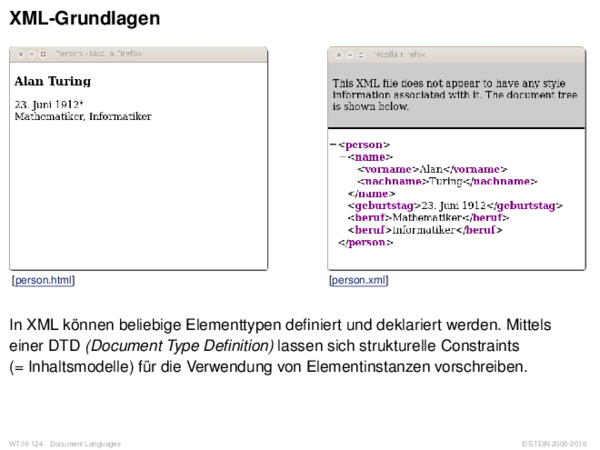 XML-Grundlagen
Person - Mozilla Firefox
Alan Turing
23. Juni 1912*
Mathematiker, Informatiker
[person.html]
Mozilla Firefox
This XML file does not appear to have any style
information associated with it. The document tree
is shown below.
−<person>
−<name>
<vorname>Alan</vorname>
<nachname>Turing</nachname>
</name>
<geburtstag>23. Juni 1912</geburtstag>
<beruf>Mathematiker</beruf>
<beruf>Informatiker</beruf>
</person>
[person.xml]
In XML können beliebige Elementtypen definiert und deklariert werden. Mittels
einer DTD (Document Type Definition) lassen sich strukturelle Constraints
(= Inhaltsmodelle) für die Verwendung von Elementinstanzen vorschreiben.
WT:III-124 Document Languages
© STEIN 2005-2018